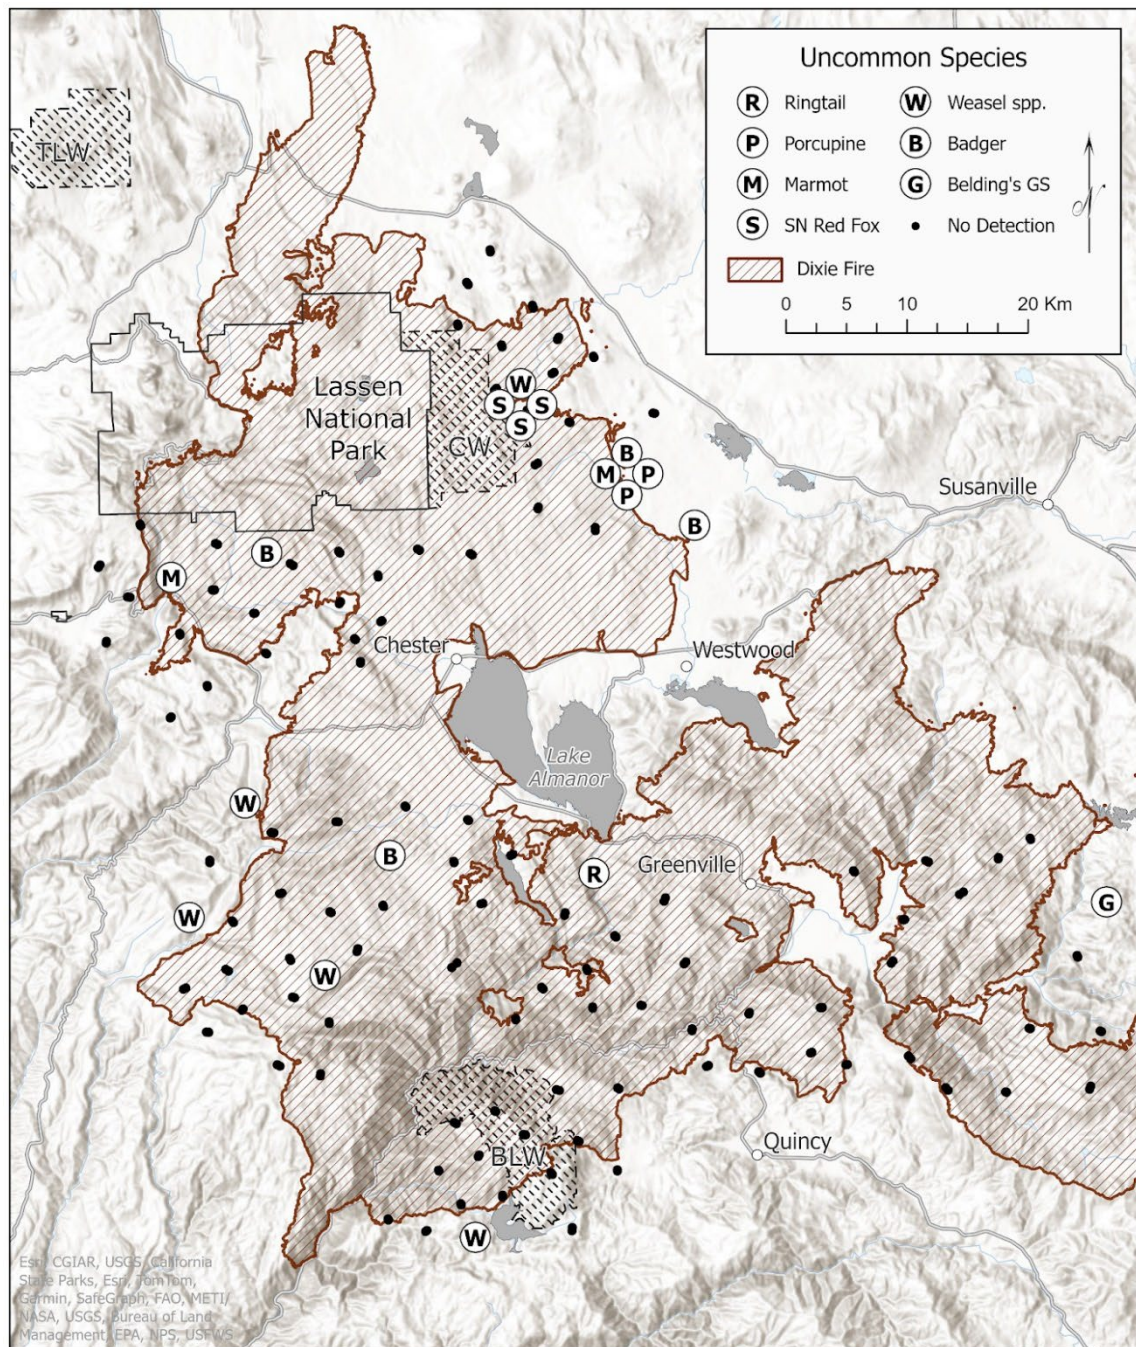 Uncommon Species
R Ringtail
W Weasel spp.
P Porcupine
B Badger
M Marmot
G Belding's GS
S SN Red Fox
No Detection
Dixie Fire
N
0 5 10 20 Km
TLW
Lassen
National
Park
CW
W
S S
S
B
M P
P
B
Susanville
B
M
Chester
Westwood
Lake
Almanor
W
B
R
Greenville
G
W
W
BLW
Quincy
W
Esri, CGIAR, USGS, California
State Parks, Esri, TomTom,
Garmin, SafeGraph, FAO, METI/
NASA, USGS, Bureau of Land
Management, EPA, NPS, USFWS